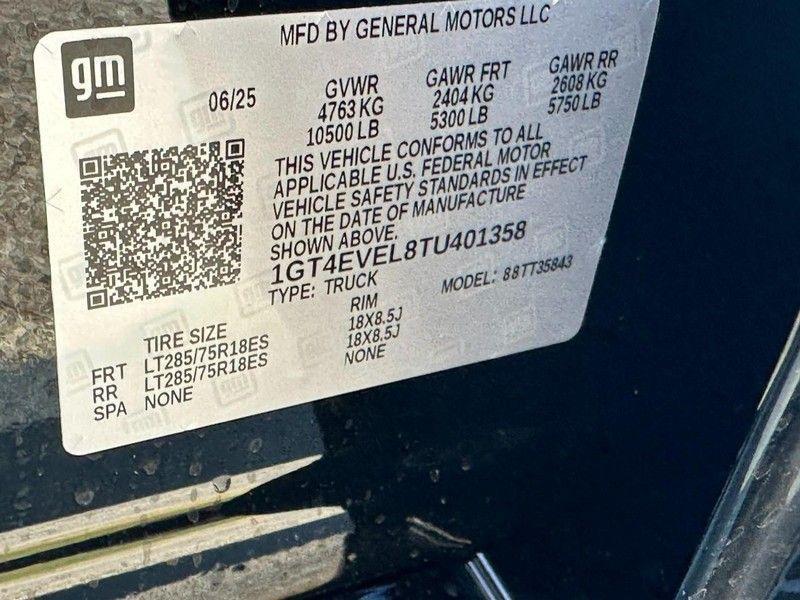 MFD BY GENERAL MOTORS LLC
gm
06/25
GVWR
4763 KG
10500 LB
GAWR FRT
2404 KG
5300 LB
GAWR RR
2608 KG
5750 LB
THIS VEHICLE CONFORMS TO ALL
APPLICABLE U.S. FEDERAL MOTOR
VEHICLE SAFETY STANDARDS IN EFFECT
ON THE DATE OF MANUFACTURE
SHOWN ABOVE.
1GT4EVEL8TU401358
TYPE: TRUCK
MODEL: 88TT35843
TIRE SIZE
RIM
FRT LT285/75R18ES 18X8.5J
RR LT285/75R18ES 18X8.5J
SPA NONE NONE